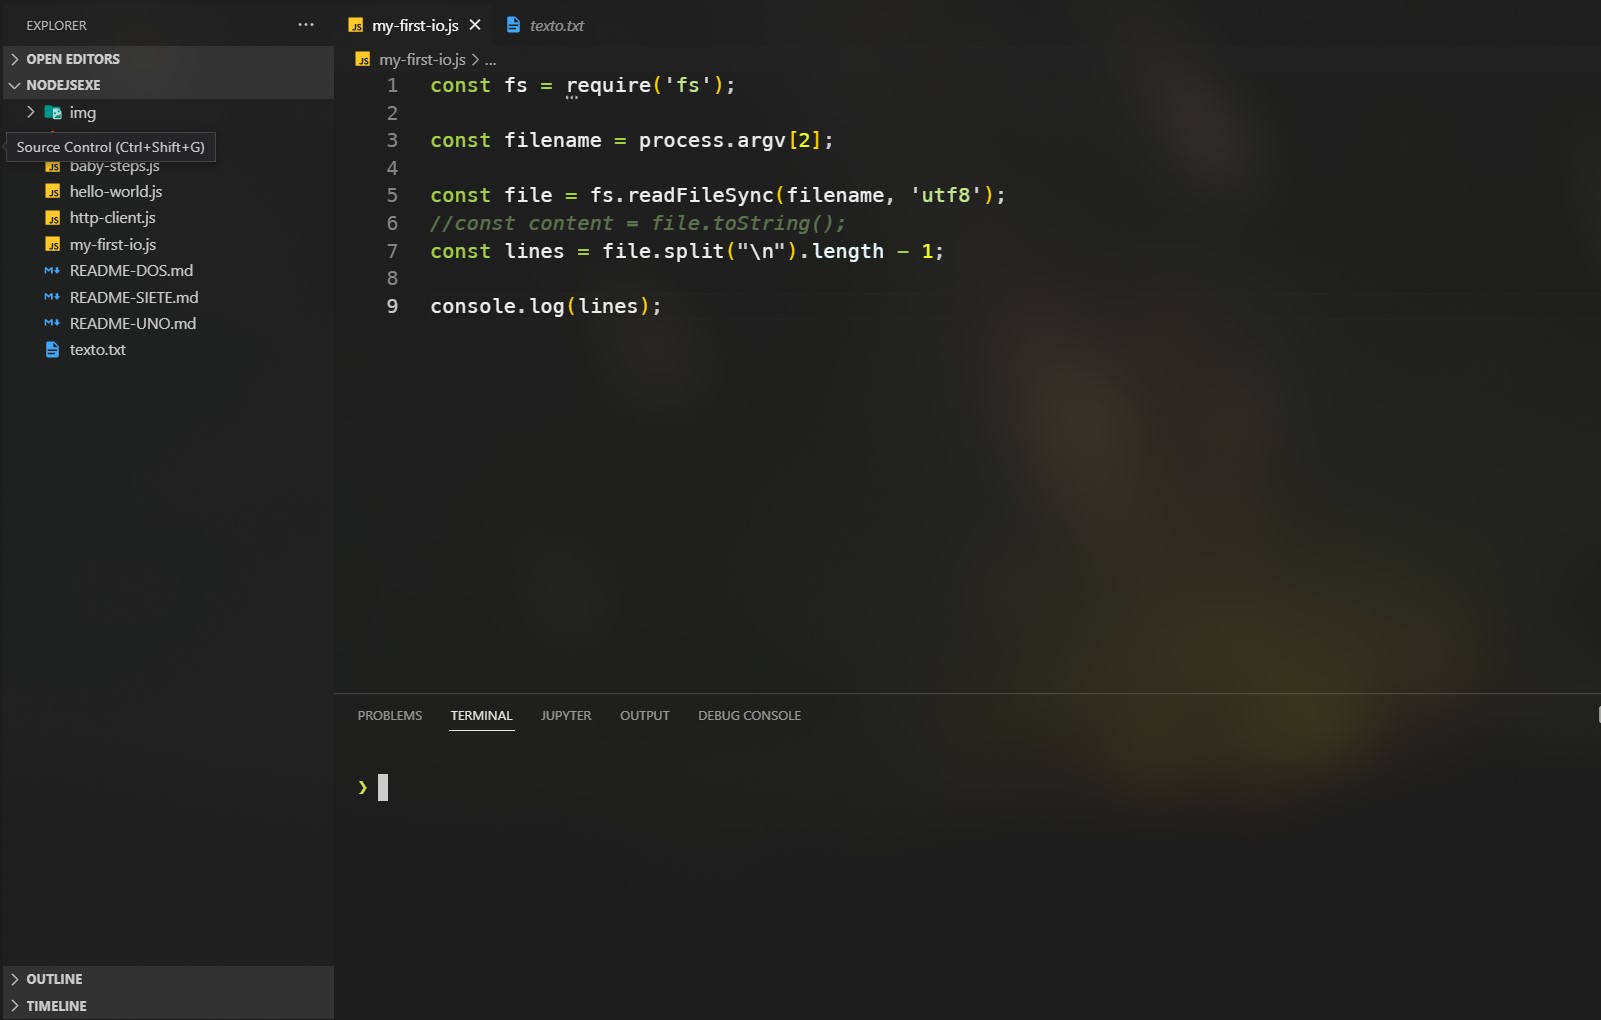 EXPLORER
···
OPEN EDITORS
NODEJSEXE
img
Source Control (Ctrl+Shift+G)
baby-steps.js
hello-world.js
http-client.js
my-first-io.js
README-DOS.md
README-SIETE.md
README-UNO.md
texto.txt
OUTLINE
TIMELINE
my-first-io.js texto.txt
my-first-io.js > ...
1 const fs = require('fs');
2
3 const filename = process.argv[2];
4
5 const file = fs.readFileSync(filename, 'utf8');
6 //const content = file.toString();
7 const lines = file.split("\n").length - 1;
8
9 console.log(lines);
PROBLEMS TERMINAL JUPYTER OUTPUT DEBUG CONSOLE
❯